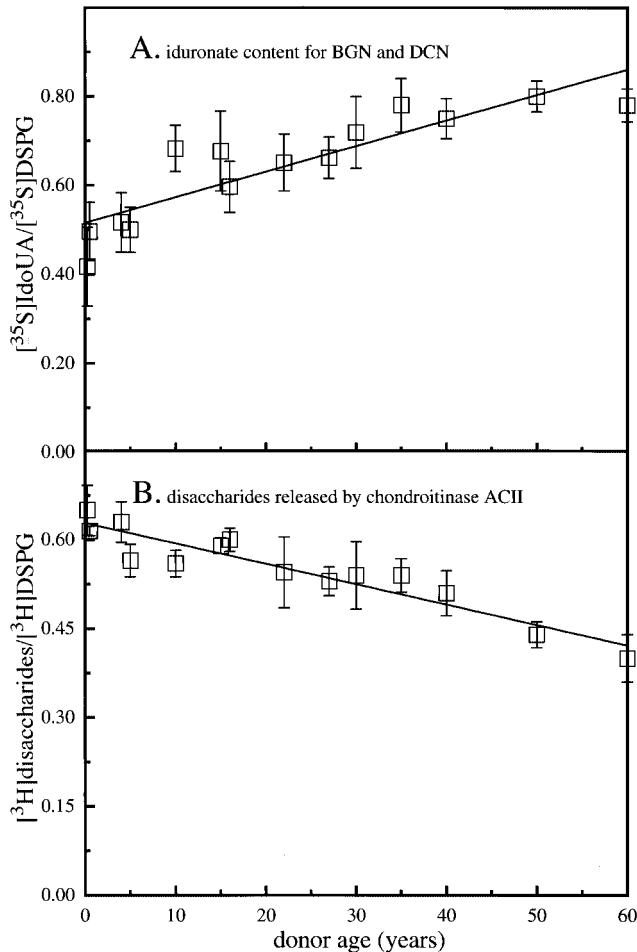 A. iduronate content for BGN and DCN
0.80
0.60
0.40
0.20
0.00
[³⁵S]IdoUA/[³⁵S]DSPG
B. disaccharides released by chondroitinase ACII
0.60
0.45
0.30
0.15
0.00
[³H]disaccharides/[³H]DSPG
0 10 20 30 40 50 60
donor age (years)